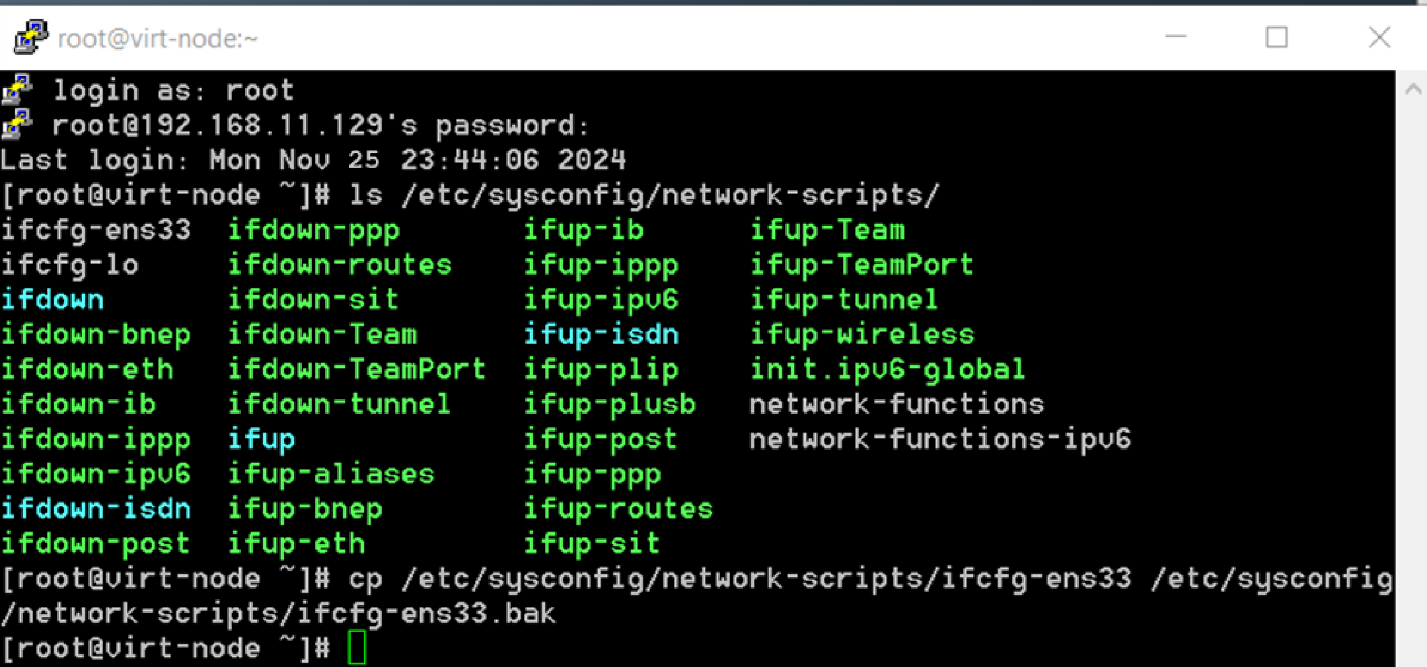 root@virt-node:~
login as: root
root@192.168.11.129's password:
Last login: Mon Nov 25 23:44:06 2024
[root@virt-node ~]# ls /etc/sysconfig/network-scripts/
ifcfg-ens33  ifdown-ppp       ifup-ib      ifup-Team
ifcfg-lo     ifdown-routes    ifup-ippp    ifup-TeamPort
ifdown       ifdown-sit       ifup-ipv6    ifup-tunnel
ifdown-bnep  ifdown-Team      ifup-isdn    ifup-wireless
ifdown-eth   ifdown-TeamPort  ifup-plip    init.ipv6-global
ifdown-ib    ifdown-tunnel    ifup-plusb   network-functions
ifdown-ippp  ifup             ifup-post    network-functions-ipv6
ifdown-ipv6  ifup-aliases     ifup-ppp
ifdown-isdn  ifup-bnep        ifup-routes
ifdown-post  ifup-eth         ifup-sit
[root@virt-node ~]# cp /etc/sysconfig/network-scripts/ifcfg-ens33 /etc/sysconfig
/network-scripts/ifcfg-ens33.bak
[root@virt-node ~]#